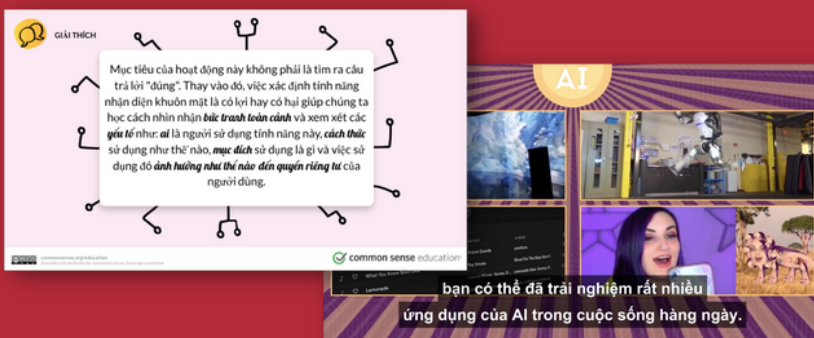 GIẢI THÍCH
Mục tiêu của hoạt động này không phải là tìm ra câu
trả lời "đúng". Thay vào đó, việc xác định tính năng
nhận diện khuôn mặt là có lợi hay có hại giúp chúng ta
học cách nhìn nhận bức tranh toàn cảnh và xem xét các
yếu tố như: ai là người sử dụng tính năng này, cách thức
sử dụng như thế nào, mục đích sử dụng là gì và việc sử
dụng đó ảnh hưởng như thế nào đến quyền riêng tư của
người dùng.
commonsense.org/education
common sense education
AI
What You Know
Lemonade
bạn có thể đã trải nghiệm rất nhiều
ứng dụng của AI trong cuộc sống hàng ngày.